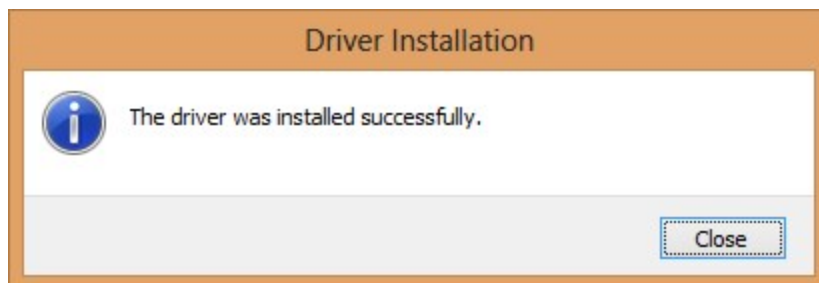 Driver Installation
The driver was installed successfully.
Close